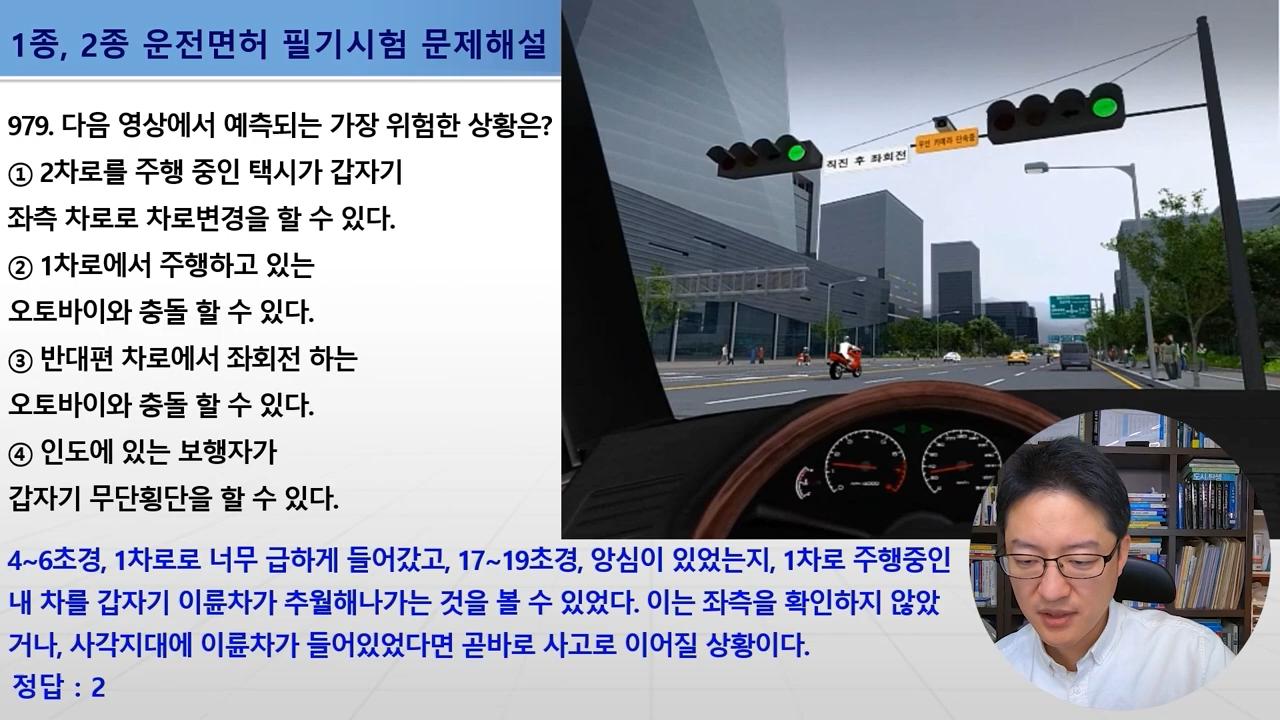 1종, 2종 운전면허 필기시험 문제해설
979. 다음 영상에서 예측되는 가장 위험한 상황은?
① 2차로를 주행 중인 택시가 갑자기
좌측 차로로 차로변경을 할 수 있다.
② 1차로에서 주행하고 있는
오토바이와 충돌 할 수 있다.
③ 반대편 차로에서 좌회전 하는
오토바이와 충돌 할 수 있다.
④ 인도에 있는 보행자가
갑자기 무단횡단을 할 수 있다.
직진 후 좌회전
무인 카메라 단속중
4~6초경, 1차로로 너무 급하게 들어갔고, 17~19초경, 앙심이 있었는지, 1차로 주행중인
내 차를 갑자기 이륜차가 추월해나가는 것을 볼 수 있었다. 이는 좌측을 확인하지 않았
거나, 사각지대에 이륜차가 들어있었다면 곧바로 사고로 이어질 상황이다.
정답 : 2